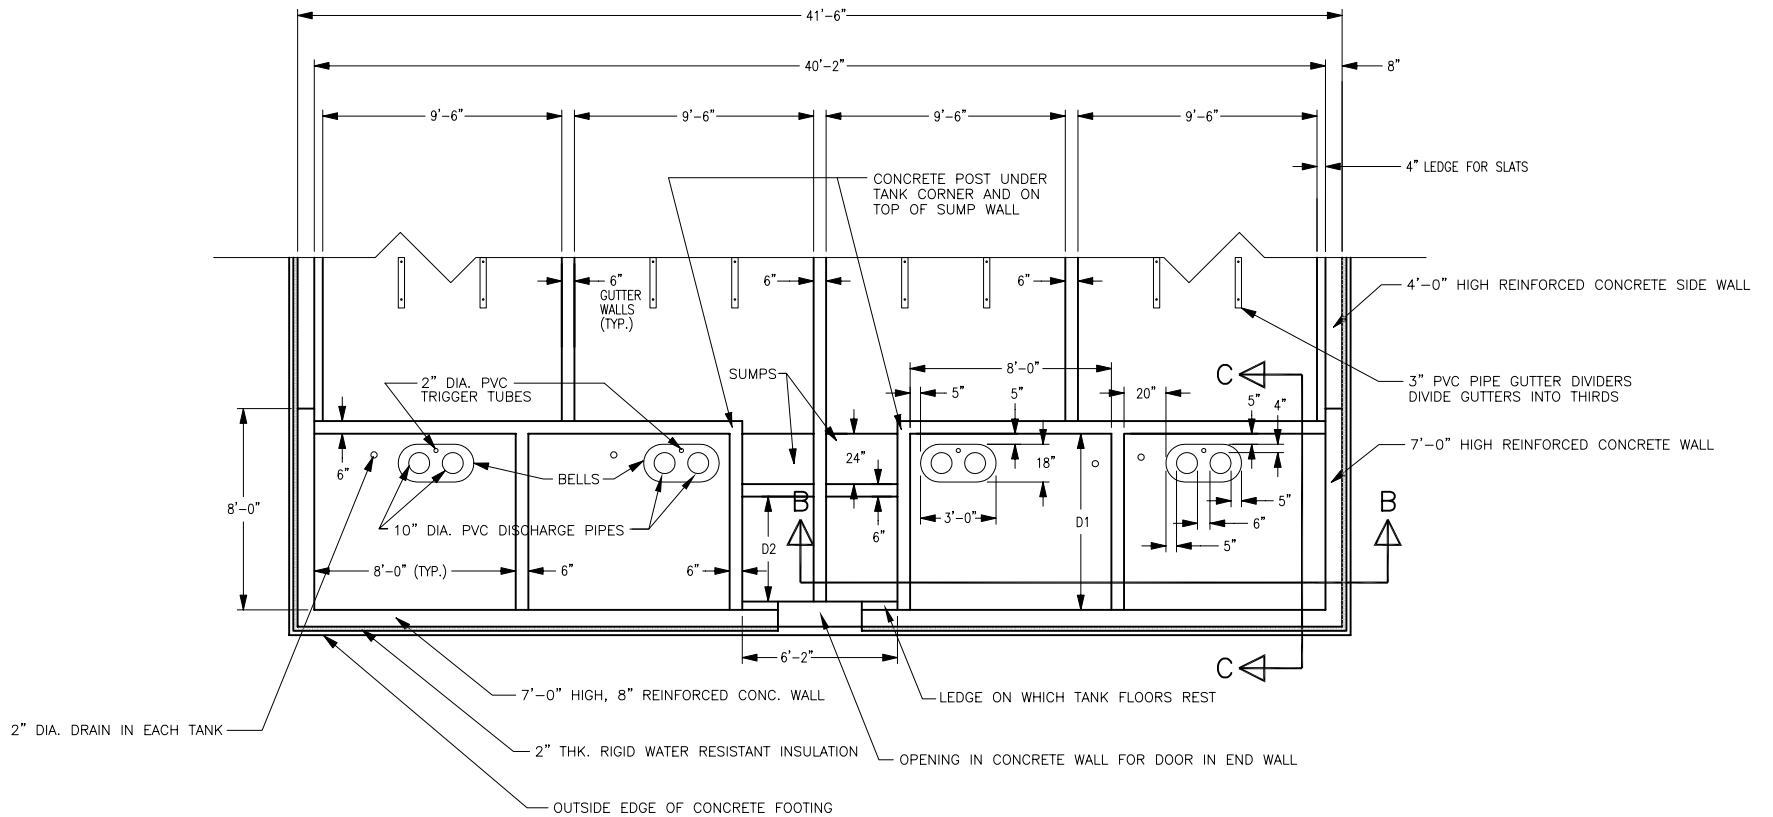 41'-6"
40'-2"
8"
9'-6"
9'-6"
9'-6"
9'-6"
4" LEDGE FOR SLATS
CONCRETE POST UNDER
TANK CORNER AND ON
TOP OF SUMP WALL
6"
GUTTER
WALLS
(TYP.)
6"
6"
4'-0" HIGH REINFORCED CONCRETE SIDE WALL
2" DIA. PVC
TRIGGER TUBES
SUMPS
8'-0"
C
3" PVC PIPE GUTTER DIVIDERS
DIVIDE GUTTERS INTO THIRDS
5"
5"
20"
5"
4"
7'-0" HIGH REINFORCED CONCRETE WALL
6"
24"
18"
BELLS
8'-0"
B
B
5"
3'-0"
D1
6"
10" DIA. PVC DISCHARGE PIPES
6"
D2
5"
8'-0" (TYP.)
6"
6"
6'-2"
C
7'-0" HIGH, 8" REINFORCED CONC. WALL
LEDGE ON WHICH TANK FLOORS REST
2" DIA. DRAIN IN EACH TANK
2" THK. RIGID WATER RESISTANT INSULATION
OPENING IN CONCRETE WALL FOR DOOR IN END WALL
OUTSIDE EDGE OF CONCRETE FOOTING